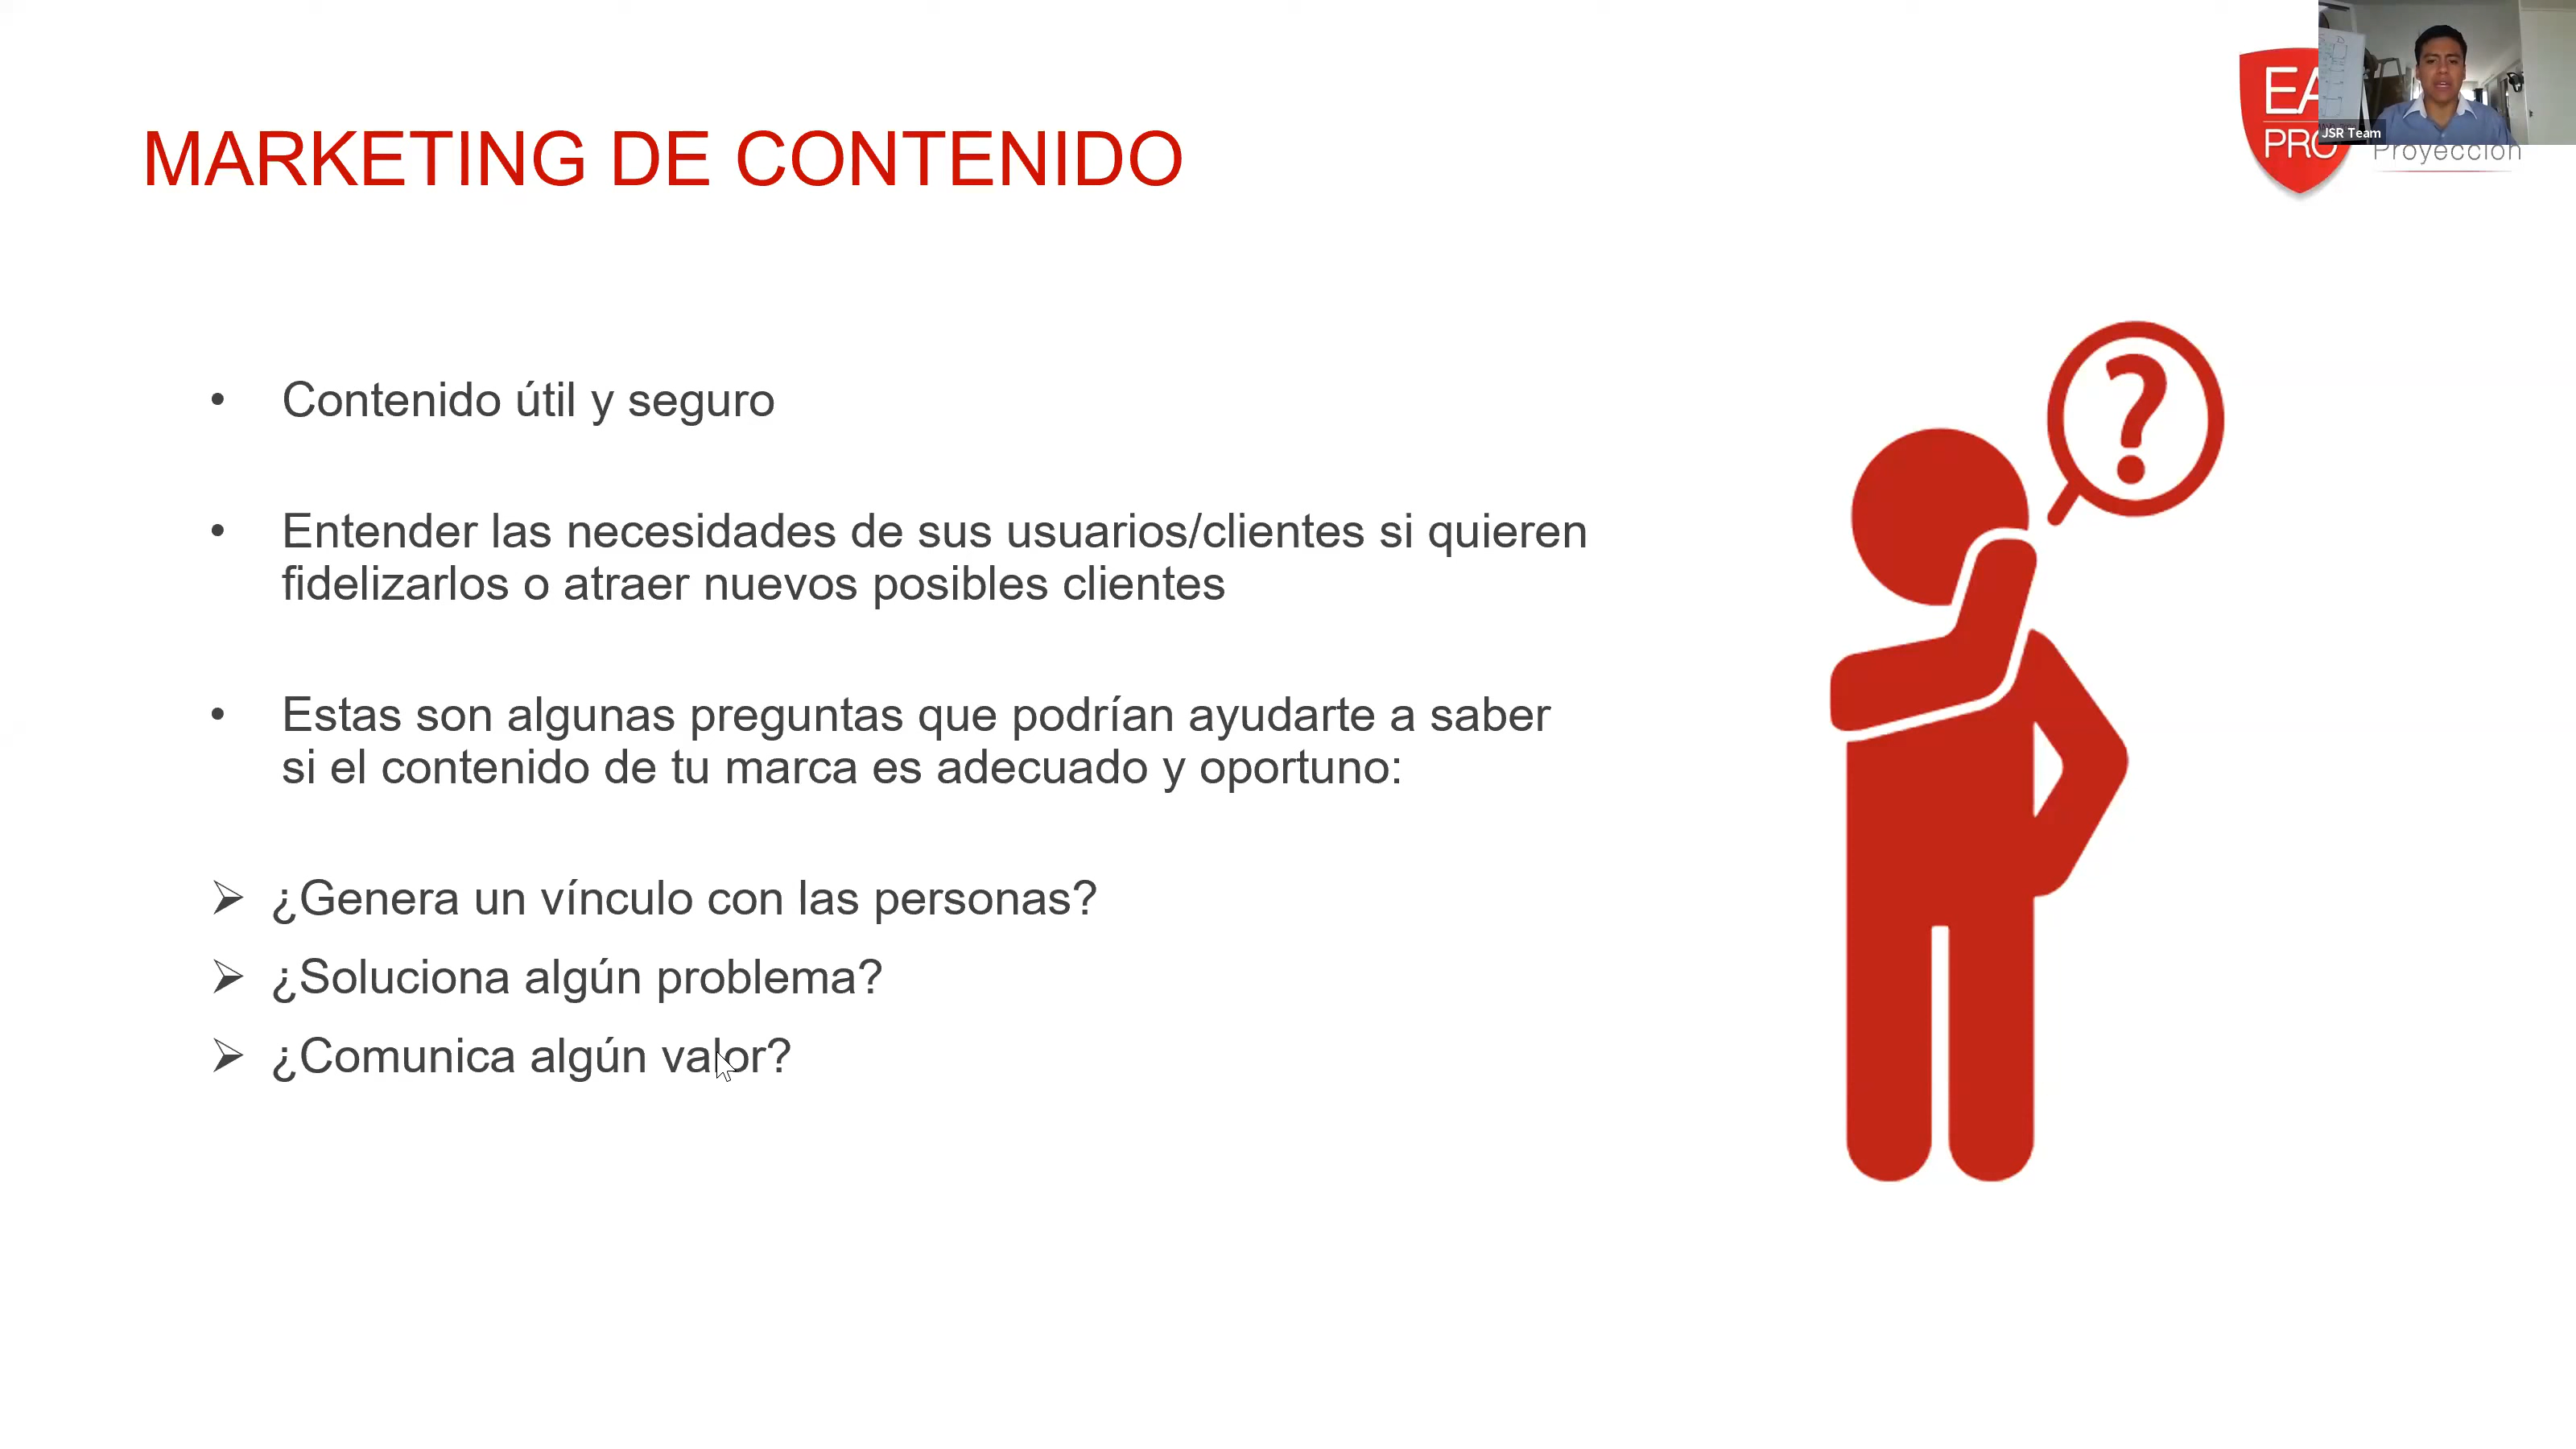 MARKETING DE CONTENIDO
PRO
JSR Team
Proyección
• Contenido útil y seguro
• Entender las necesidades de sus usuarios/clientes si quieren
fidelizarlos o atraer nuevos posibles clientes
• Estas son algunas preguntas que podrían ayudarte a saber
si el contenido de tu marca es adecuado y oportuno:
➢ ¿Genera un vínculo con las personas?
➢ ¿Soluciona algún problema?
➢ ¿Comunica algún valor?
?